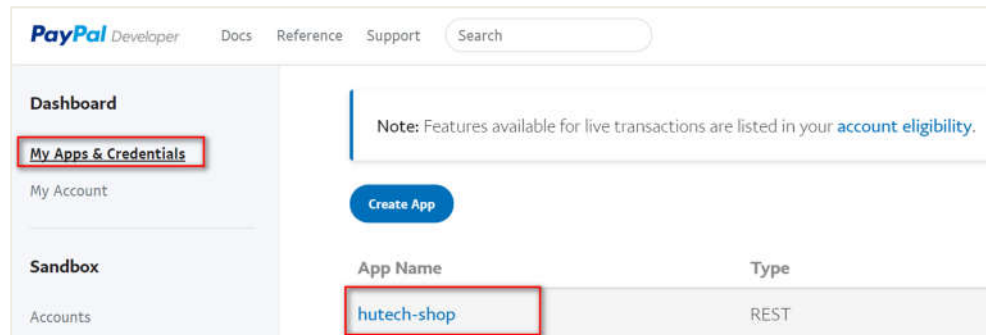 PayPal Developer Docs Reference Support Search
Dashboard
My Apps & Credentials
My Account
Sandbox
Accounts
Note: Features available for live transactions are listed in your account eligibility.
Create App
App Name Type
hutech-shop REST